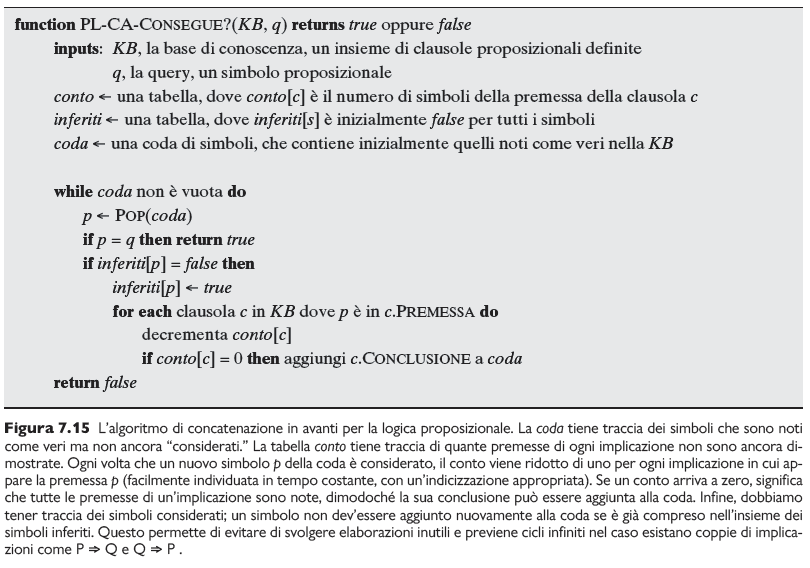 function PL-CA-CONSEGUE?(KB, q) returns true oppure false
inputs: KB, la base di conoscenza, un insieme di clausole proposizionali definite
q, la query, un simbolo proposizionale
conto ← una tabella, dove conto[c] è il numero di simboli della premessa della clausola c
inferiti ← una tabella, dove inferiti[s] è inizialmente false per tutti i simboli
coda ← una coda di simboli, che contiene inizialmente quelli noti come veri nella KB
while coda non è vuota do
p ← POP(coda)
if p = q then return true
if inferiti[p] = false then
inferiti[p] ← true
for each clausola c in KB dove p è in c.PREMESSA do
decrementa conto[c]
if conto[c] = 0 then aggiungi c.CONCLUSIONE a coda
return false
Figura 7.15 L'algoritmo di concatenazione in avanti per la logica proposizionale. La coda tiene traccia dei simboli che sono noti
come veri ma non ancora “considerati.” La tabella conto tiene traccia di quante premesse di ogni implicazione non sono ancora di-
mostrate. Ogni volta che un nuovo simbolo p della coda è considerato, il conto viene ridotto di uno per ogni implicazione in cui ap-
pare la premessa p (facilmente individuata in tempo costante, con un'indicizzazione appropriata). Se un conto arriva a zero, significa
che tutte le premesse di un'implicazione sono note, dimodoché la sua conclusione può essere aggiunta alla coda. Infine, dobbiamo
tener traccia dei simboli considerati; un simbolo non dev'essere aggiunto nuovamente alla coda se è già compreso nell'insieme dei
simboli inferiti. Questo permette di evitare di svolgere elaborazioni inutili e previene cicli infiniti nel caso esistano coppie di implica-
zioni come P ⇒ Q e Q ⇒ P .